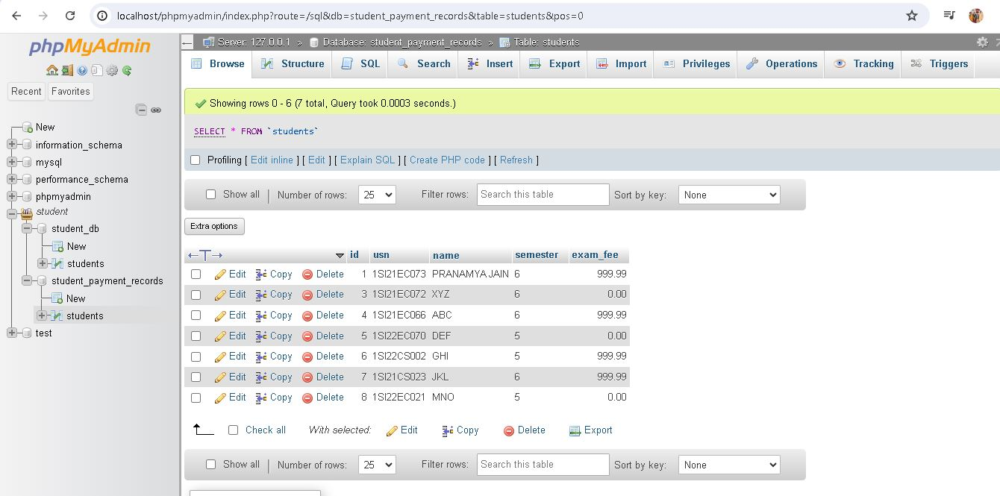 localhost/phpmyadmin/index.php?route=/sql&db=student_payment_records&table=students&pos=0
phpMyAdmin
Recent Favorites
New
information_schema
mysql
performance_schema
phpmyadmin
student
student_db
New
students
student_payment_records
New
students
test
Server: 127.0.0.1 » Database: student_payment_records » Table: students
Browse Structure SQL Search Insert Export Import Privileges Operations Tracking Triggers
Showing rows 0 - 6 (7 total, Query took 0.0003 seconds.)
SELECT * FROM `students`
Profiling [ Edit inline ] [ Edit ] [ Explain SQL ] [ Create PHP code ] [ Refresh ]
Show all | Number of rows: 25 Filter rows: Search this table Sort by key: None
Extra options
←T→ id usn name semester exam_fee
Edit Copy Delete 1 1SI21EC073 PRANAMYA JAIN 6 999.99
Edit Copy Delete 3 1SI21EC072 XYZ 6 0.00
Edit Copy Delete 4 1SI21EC066 ABC 6 999.99
Edit Copy Delete 5 1SI22EC070 DEF 5 0.00
Edit Copy Delete 6 1SI22CS002 GHI 5 999.99
Edit Copy Delete 7 1SI21CS023 JKL 6 999.99
Edit Copy Delete 8 1SI22EC021 MNO 5 0.00
Check all With selected: Edit Copy Delete Export
Show all | Number of rows: 25 Filter rows: Search this table Sort by key: None